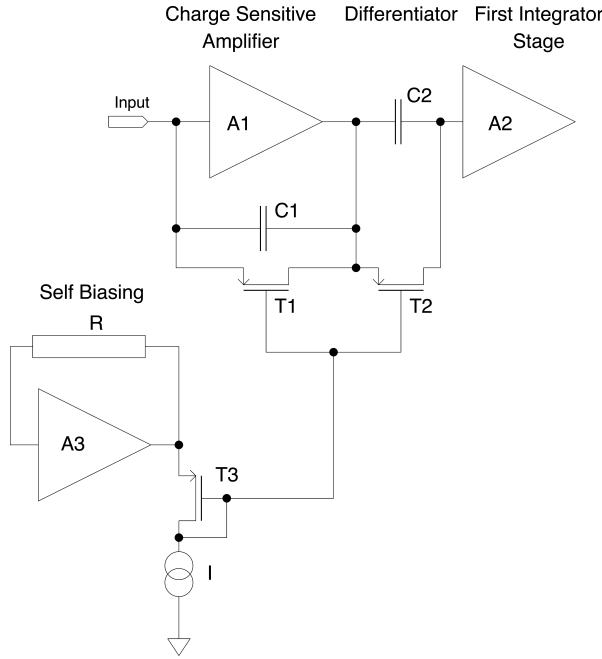 Charge Sensitive
Amplifier
Differentiator
First Integrator
Stage
Input
A1
C2
A2
C1
T1
T2
Self Biasing
R
A3
T3
I